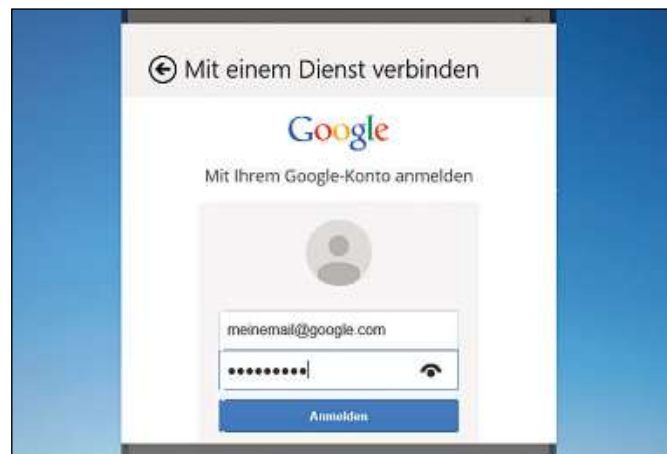 Mit einem Dienst verbinden
Google
Mit Ihrem Google-Konto anmelden
meinemail@google.com
•••••••••
Anmelden